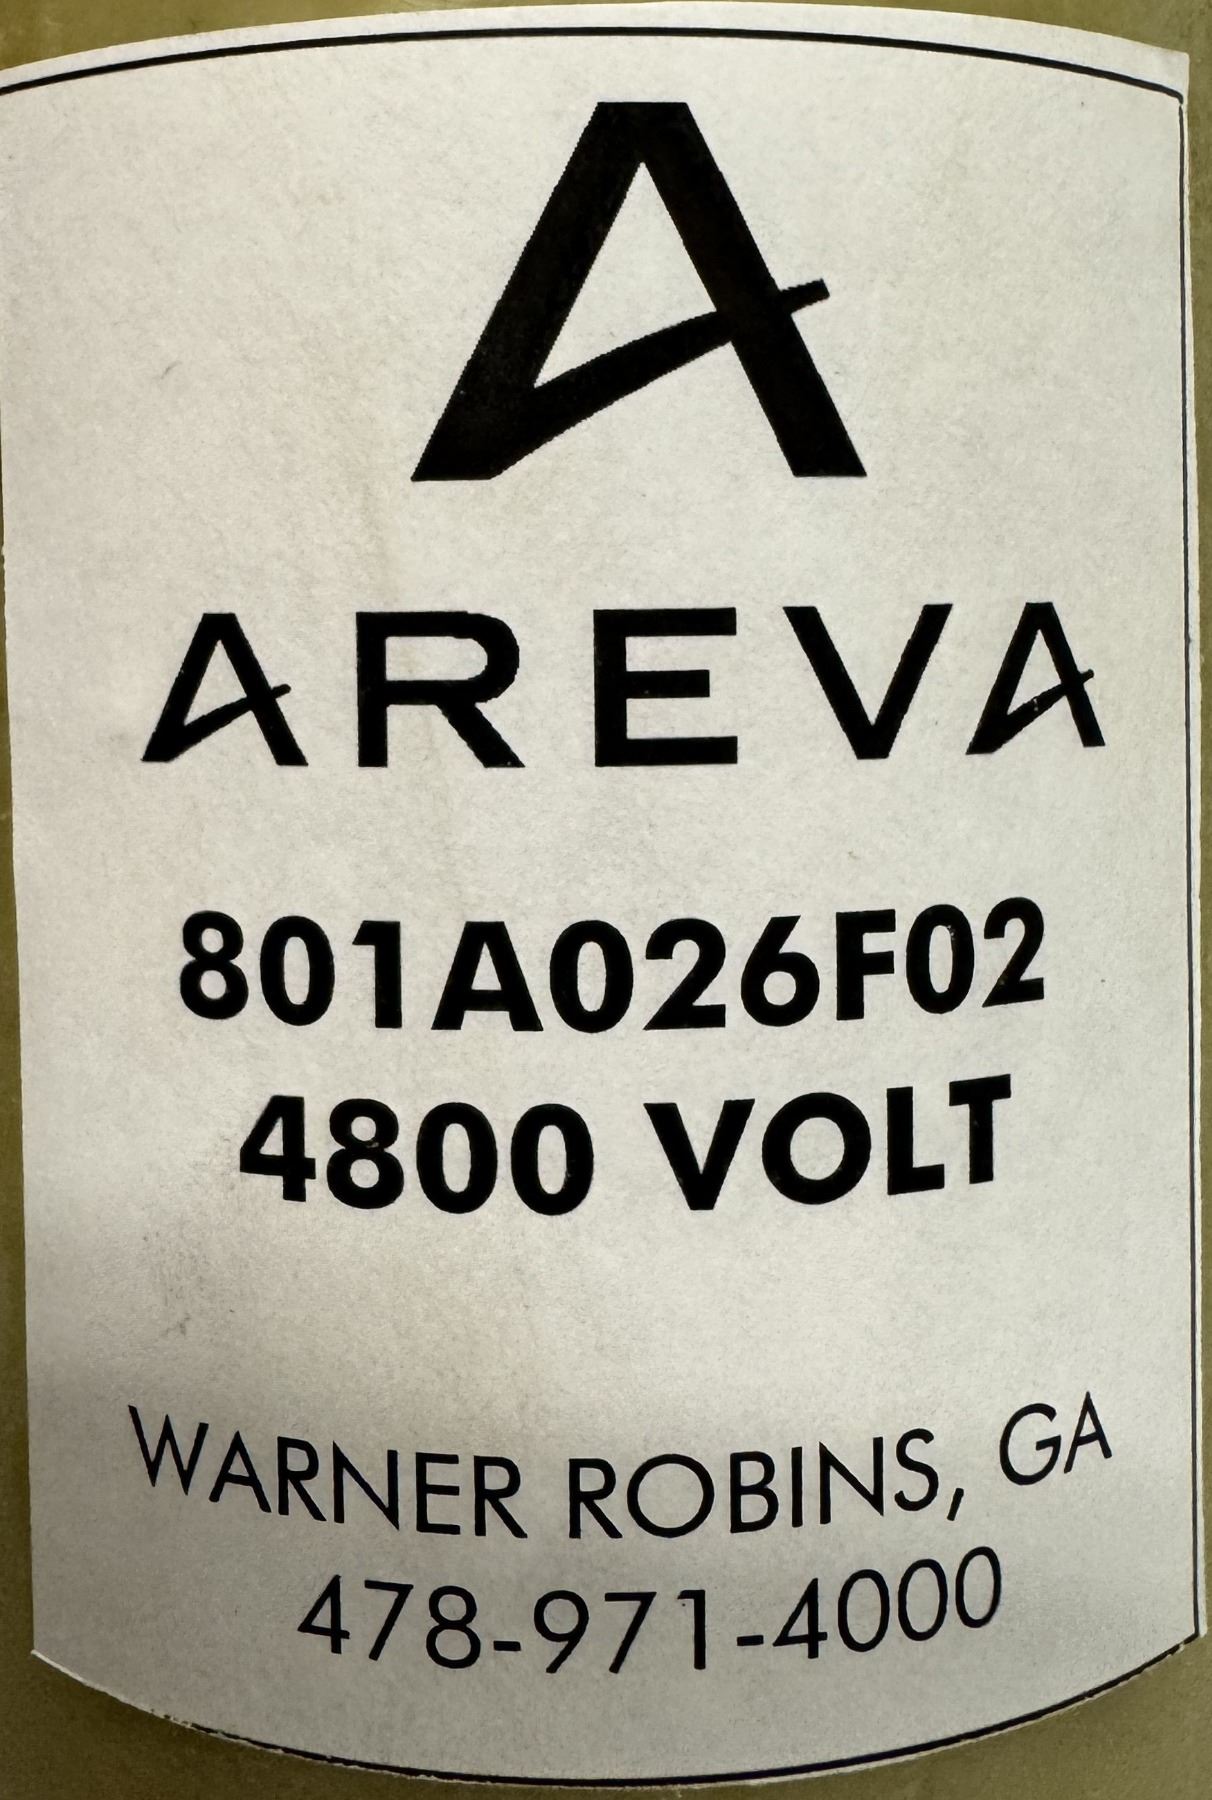 A
AREVA
801A026F02
4800 VOLT
WARNER ROBINS, GA
478-971-4000